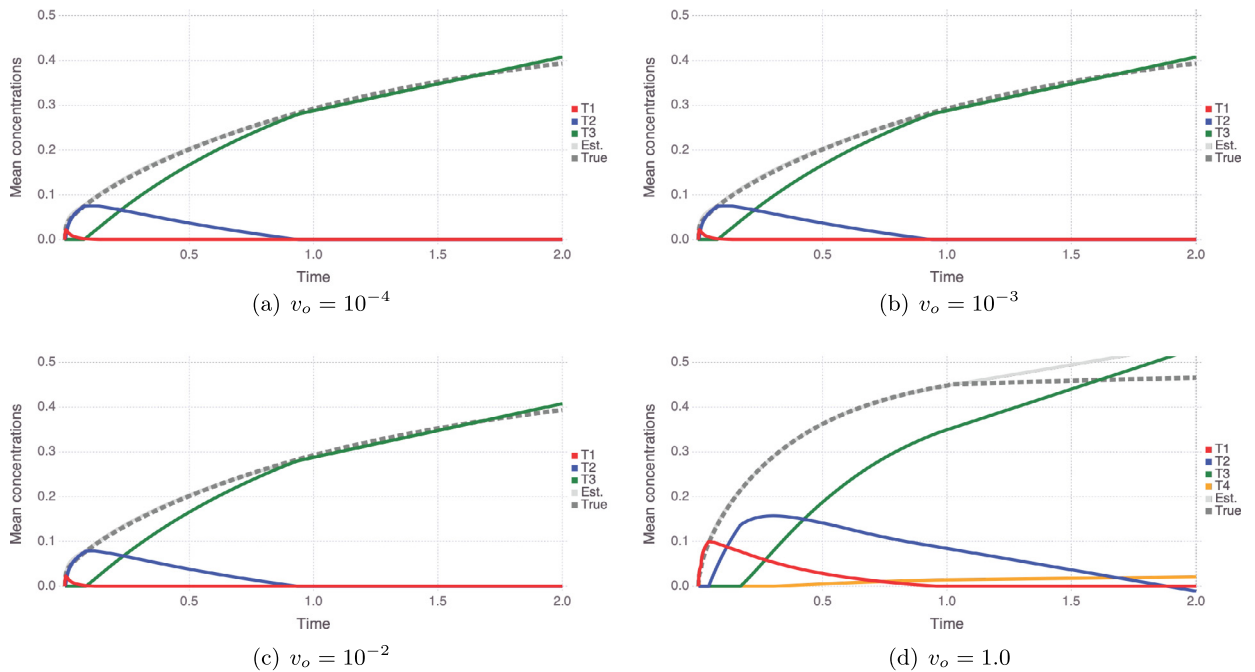 0.5
0.4
0.3
0.2
0.1
0.0
Mean concentrations
0.5 1.0 1.5 2.0
Time
T1
T2
T3
Est.
True
(a) v_o = 10^{-4}
0.5
0.4
0.3
0.2
0.1
0.0
Mean concentrations
0.5 1.0 1.5 2.0
Time
T1
T2
T3
Est.
True
(b) v_o = 10^{-3}
0.5
0.4
0.3
0.2
0.1
0.0
Mean concentrations
0.5 1.0 1.5 2.0
Time
T1
T2
T3
Est.
True
(c) v_o = 10^{-2}
0.5
0.4
0.3
0.2
0.1
0.0
Mean concentrations
0.5 1.0 1.5 2.0
Time
T1
T2
T3
T4
Est.
True
(d) v_o = 1.0